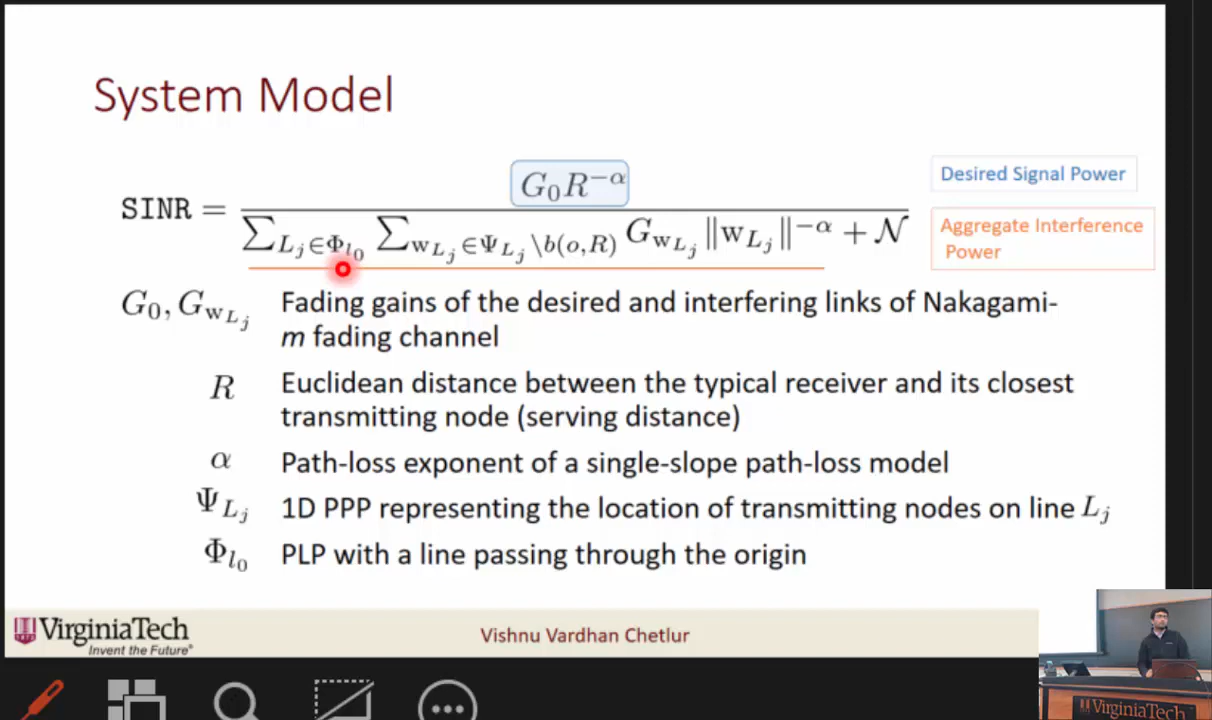 System Model
SINR = G₀R^{−α} / (∑_{L_j∈Φ_{l₀}} ∑_{w_{L_j}∈Ψ_{L_j}\b(o,R)} G_{w_{L_j}} ‖w_{L_j}‖^{−α} + 𝒩)
Desired Signal Power
Aggregate Interference
Power
G₀, G_{w_{L_j}} Fading gains of the desired and interfering links of Nakagami-
m fading channel
R Euclidean distance between the typical receiver and its closest
transmitting node (serving distance)
α Path-loss exponent of a single-slope path-loss model
Ψ_{L_j} 1D PPP representing the location of transmitting nodes on line L_j
Φ_{l₀} PLP with a line passing through the origin
VirginiaTech
Invent the Future®
Vishnu Vardhan Chetlur
VirginiaTech